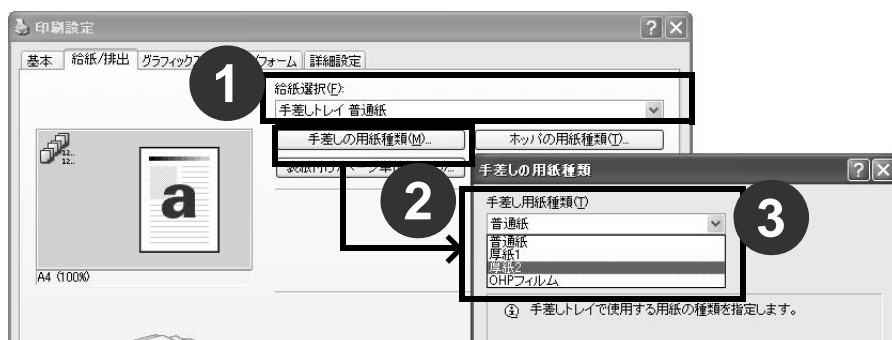 印刷設定
基本 給紙/排出 グラフィックス フォーム 詳細設定
1
給紙選択(F):
手差しトレイ 普通紙
手差しの用紙種類(M)...
ホッパの用紙種類(T)...
12..
12..
a
A4 (100%)
2
手差しの用紙種類
手差し用紙種類(T)
普通紙
普通紙
厚紙1
厚紙2
OHPフィルム
3
手差しトレイで使用する用紙の種類を指定します。